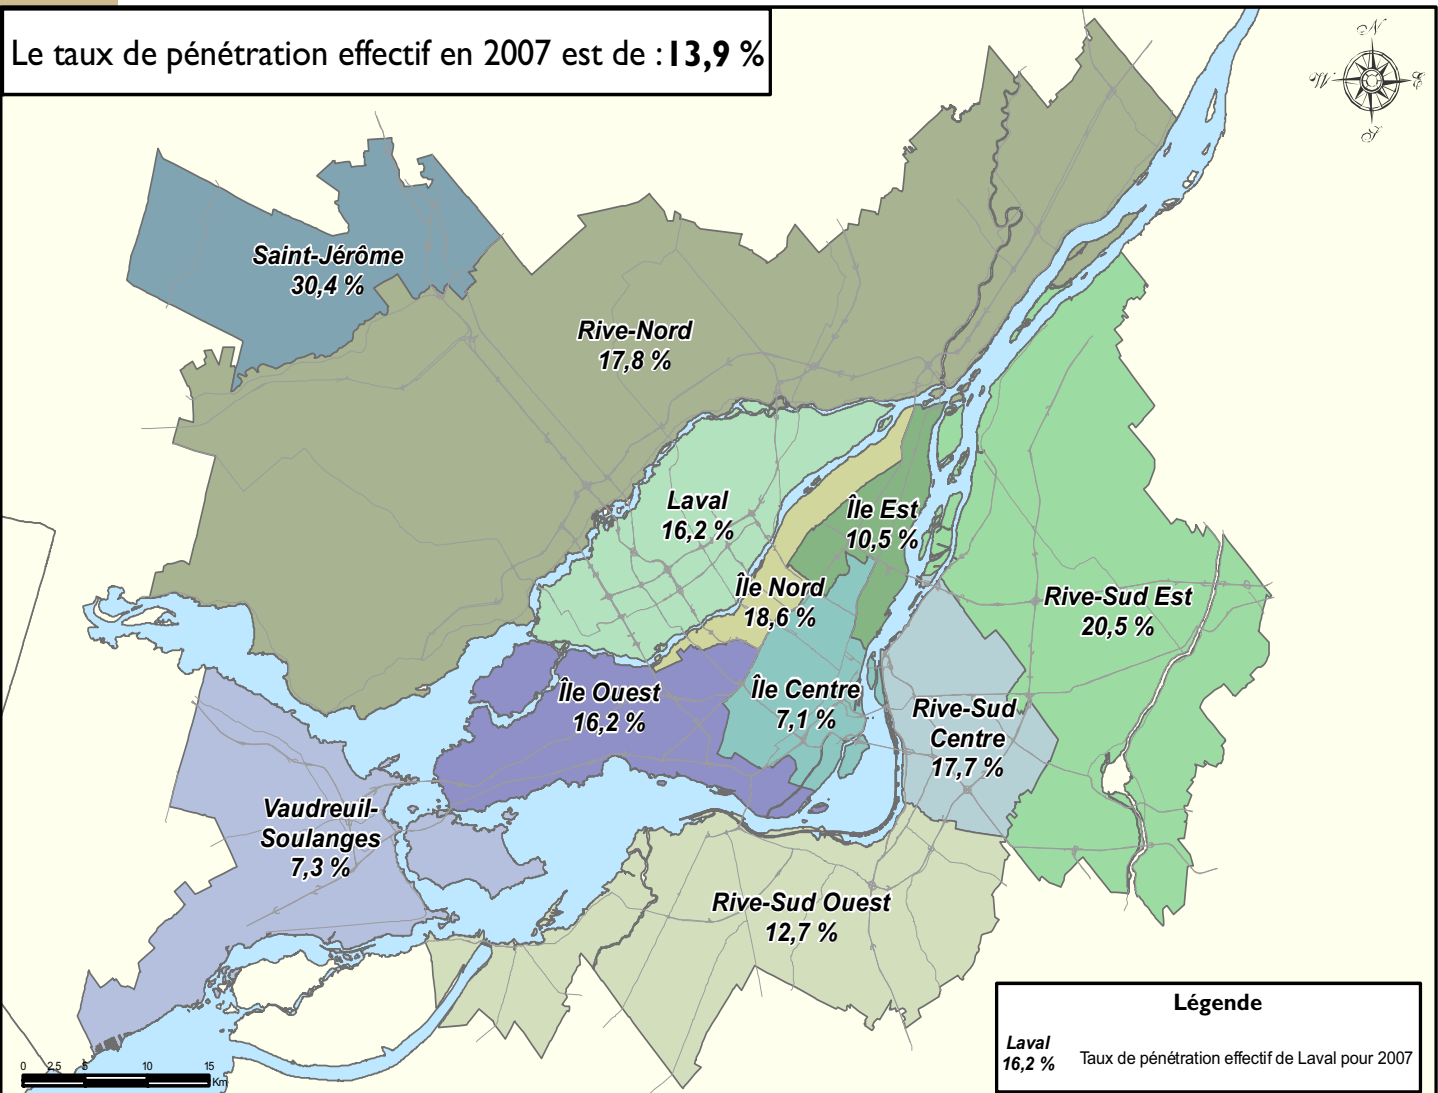 Le taux de pénétration effectif en 2007 est de : 13,9 %
N
W
E
S
Saint-Jérôme
30,4 %
Rive-Nord
17,8 %
Laval
16,2 %
Île Est
10,5 %
Île Nord
18,6 %
Rive-Sud Est
20,5 %
Île Ouest
16,2 %
Île Centre
7,1 %
Rive-Sud
Centre
17,7 %
Vaudreuil-
Soulanges
7,3 %
Rive-Sud Ouest
12,7 %
Légende
Laval
16,2 %
Taux de pénétration effectif de Laval pour 2007
0 2,5 5 10 15
Km